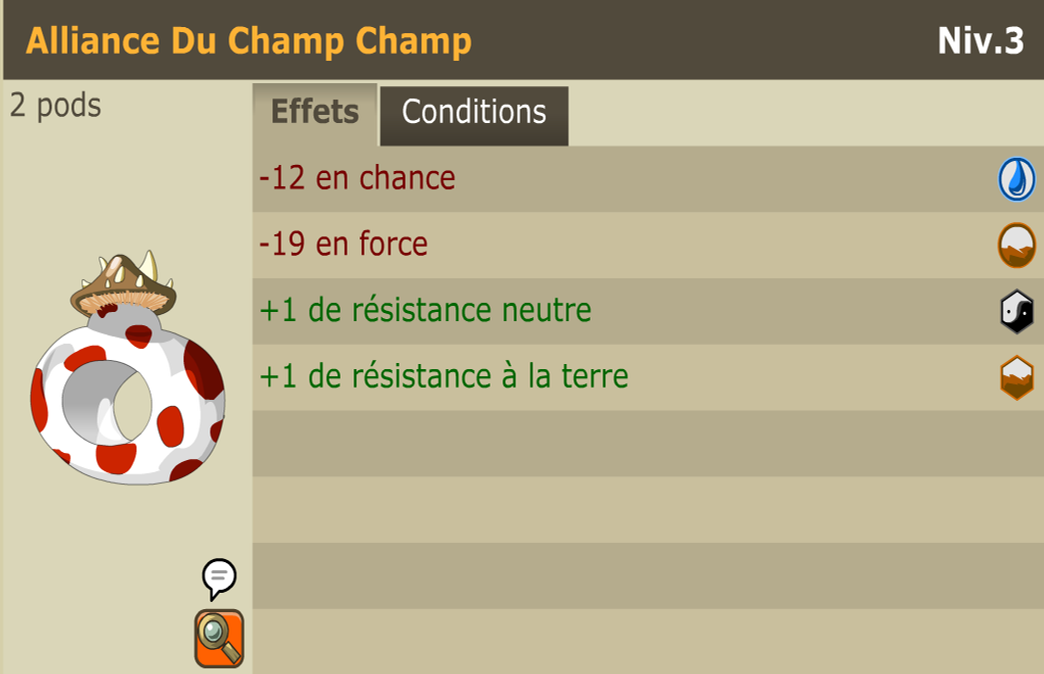 Alliance Du Champ Champ
Niv.3
2 pods
Effets
Conditions
-12 en chance
-19 en force
+1 de résistance neutre
+1 de résistance à la terre